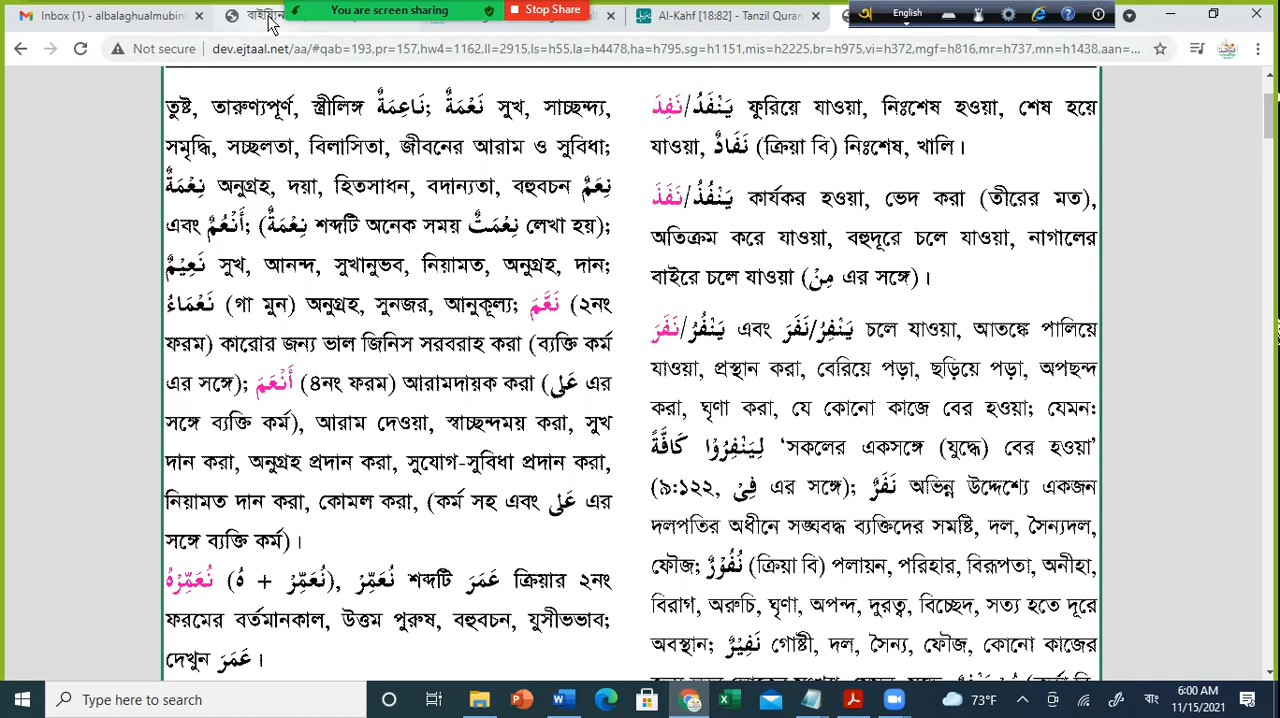 Inbox (1) - albalaghualmubin
বাইয়্যিন
You are screen sharing
Stop Share
Al-Kahf [18:82] - Tanzil Quran
English
Not secure
dev.ejtaal.net/aa/#qab=193,pr=157,hw4=1162,ll=2915,ls=h55,la=h4478,ha=h795,sg=h1151,mis=h2225,br=h975,vi=h372,mgf=h816,mr=h737,mn=h1438,aan=...
তুষ্ট, তারুণ্যপূর্ণ, স্ত্রীলিঙ্গ نَاعِمَةٌ; نَعْمَةٌ সুখ, সাচ্ছন্দ্য,
সমৃদ্ধি, সচ্ছলতা, বিলাসিতা, জীবনের আরাম ও সুবিধা;
نِعْمَةٌ অনুগ্রহ, দয়া, হিতসাধন, বদান্যতা, বহুবচন نِعَمٌ
এবং أَنْعُمٌ; (نِعْمَةٌ শব্দটি অনেক সময় نِعْمَتٌ লেখা হয়);
نَعِيْمٌ সুখ, আনন্দ, সুখানুভব, নিয়ামত, অনুগ্রহ, দান;
نَعْمَاءُ (গা মুন) অনুগ্রহ, সুনজর, আনুকূল্য; نَعَّمَ (২নং
ফরম) কারোর জন্য ভাল জিনিস সরবরাহ করা (ব্যক্তি কর্ম
এর সঙ্গে); أَنْعَمَ (৪নং ফরম) আরামদায়ক করা (عَلٰى এর
সঙ্গে ব্যক্তি কর্ম), আরাম দেওয়া, স্বাচ্ছন্দময় করা, সুখ
দান করা, অনুগ্রহ প্রদান করা, সুযোগ-সুবিধা প্রদান করা,
নিয়ামত দান করা, কোমল করা, (কর্ম সহ এবং عَلٰى এর
সঙ্গে ব্যক্তি কর্ম)।
نُعَمِّرْهُ (نُعَمِّرْ + هُ), نُعَمِّرْ শব্দটি عَمَرَ ক্রিয়ার ২নং
ফরমের বর্তমানকাল, উত্তম পুরুষ, বহুবচন, যুসীভভাব;
দেখুন عَمَرَ।
نَفِدَ/يَنْفَدُ ফুরিয়ে যাওয়া, নিঃশেষ হওয়া, শেষ হয়ে
যাওয়া, نَفَادٌ (ক্রিয়া বি) নিঃশেষ, খালি।
نَفَذَ/يَنْفُذُ কার্যকর হওয়া, ভেদ করা (তীরের মত),
অতিক্রম করে যাওয়া, বহুদূরে চলে যাওয়া, নাগালের
বাইরে চলে যাওয়া (مِنْ এর সঙ্গে)।
نَفَرَ/يَنْفُرُ এবং نَفَرَ/يَنْفِرُ চলে যাওয়া, আতঙ্কে পালিয়ে
যাওয়া, প্রস্থান করা, বেরিয়ে পড়া, ছড়িয়ে পড়া, অপছন্দ
করা, ঘৃণা করা, যে কোনো কাজে বের হওয়া; যেমন:
لِيَنْفِرُوْا كَافَّةً ‘সকলের একসঙ্গে (যুদ্ধে) বের হওয়া’
(৯:১২২, فِىْ এর সঙ্গে); نَفَرٌ অভিন্ন উদ্দেশ্যে একজন
দলপতির অধীনে সঙ্ঘবদ্ধ ব্যক্তিদের সমষ্টি, দল, সৈন্যদল,
ফৌজ; نُفُوْرٌ (ক্রিয়া বি) পলায়ন, পরিহার, বিরূপতা, অনীহা,
বিরাগ, অরুচি, ঘৃণা, অপন্দ, দুরত্ব, বিচ্ছেদ, সত্য হতে দূরে
অবস্থান; نَفِيْرٌ গোষ্টী, দল, সৈন্য, ফৌজ, কোনো কাজের
Type here to search
73°F
বাং
6:00 AM
11/15/2021